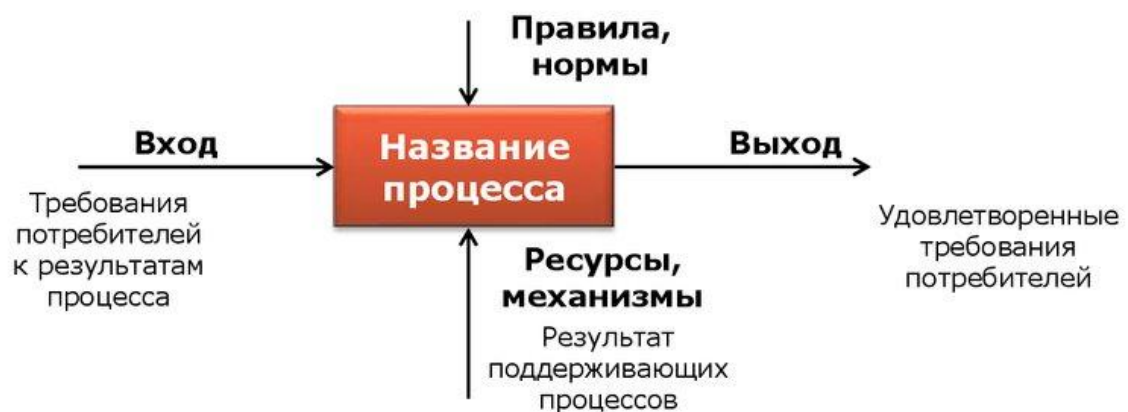 Правила,
нормы
Вход
Название
процесса
Выход
Требования
потребителей
к результатам
процесса
Удовлетворенные
требования
потребителей
Ресурсы,
механизмы
Результат
поддерживающих
процессов